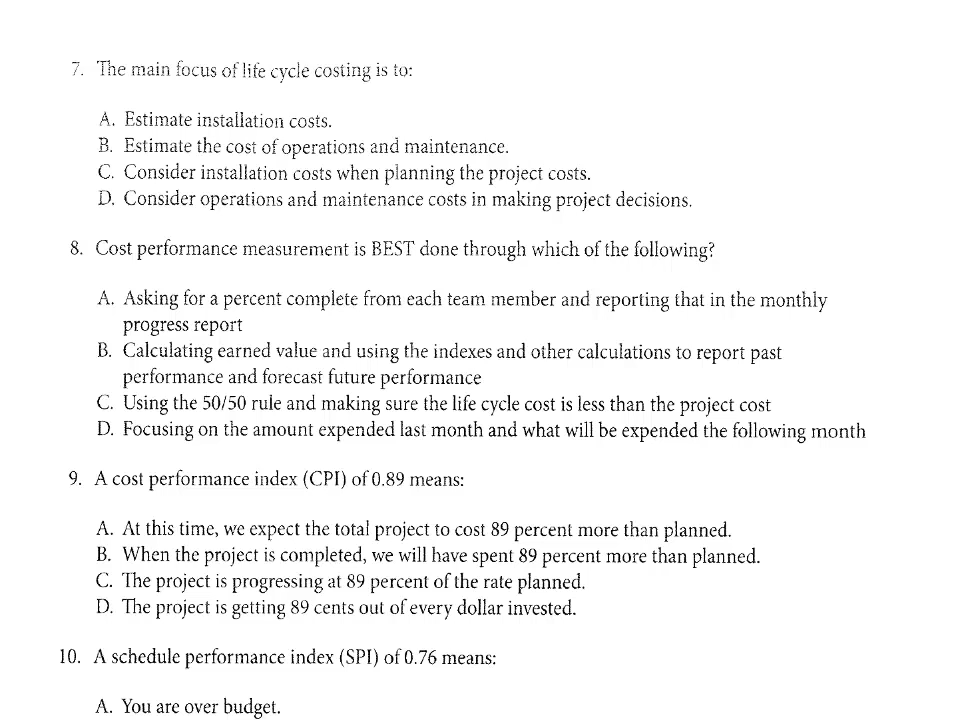 7. The main focus of life cycle costing is to:
A. Estimate installation costs.
B. Estimate the cost of operations and maintenance.
C. Consider installation costs when planning the project costs.
D. Consider operations and maintenance costs in making project decisions.
8. Cost performance measurement is BEST done through which of the following?
A. Asking for a percent complete from each team member and reporting that in the monthly
progress report
B. Calculating earned value and using the indexes and other calculations to report past
performance and forecast future performance
C. Using the 50/50 rule and making sure the life cycle cost is less than the project cost
D. Focusing on the amount expended last month and what will be expended the following month
9. A cost performance index (CPI) of 0.89 means:
A. At this time, we expect the total project to cost 89 percent more than planned.
B. When the project is completed, we will have spent 89 percent more than planned.
C. The project is progressing at 89 percent of the rate planned.
D. The project is getting 89 cents out of every dollar invested.
10. A schedule performance index (SPI) of 0.76 means:
A. You are over budget.